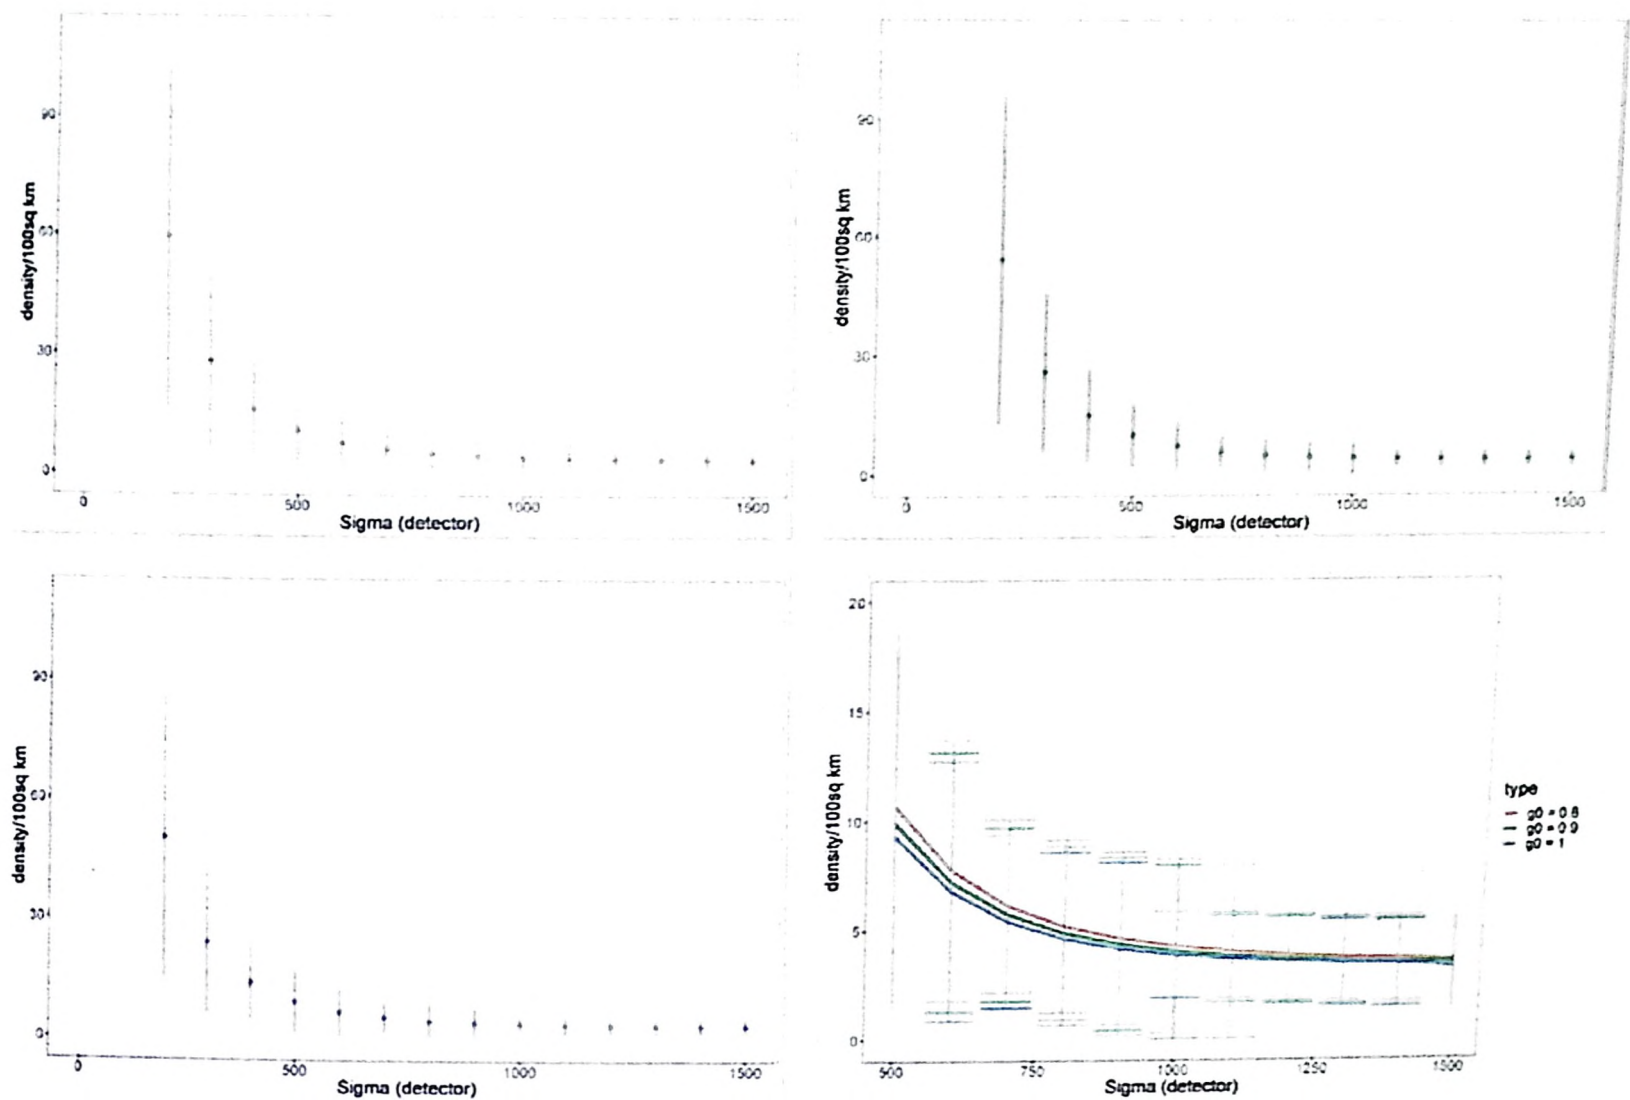 90
60
30
0
density/100sq km
0 500 1000 1500
Sigma (detector)
90
60
30
0
density/100sq km
0 500 1000 1500
Sigma (detector)
90
60
30
0
density/100sq km
0 500 1000 1500
Sigma (detector)
20
15
10
5
0
density/100sq km
500 750 1000 1250 1500
Sigma (detector)
type
g0 = 0.8
g0 = 0.9
g0 = 1